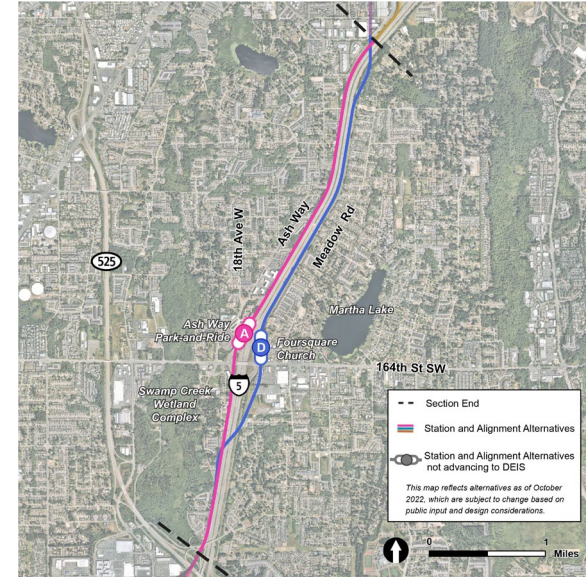 18th Ave W
Ash Way
Meadow Rd
525
Martha Lake
Ash Way
Park-and-Ride
A
D
Foursquare
Church
164th St SW
5
Swamp Creek
Wetland
Complex
Section End
Station and Alignment Alternatives
Station and Alignment Alternatives
not advancing to DEIS
This map reflects alternatives as of October
2022, which are subject to change based on
public input and design considerations.
0 1
Miles